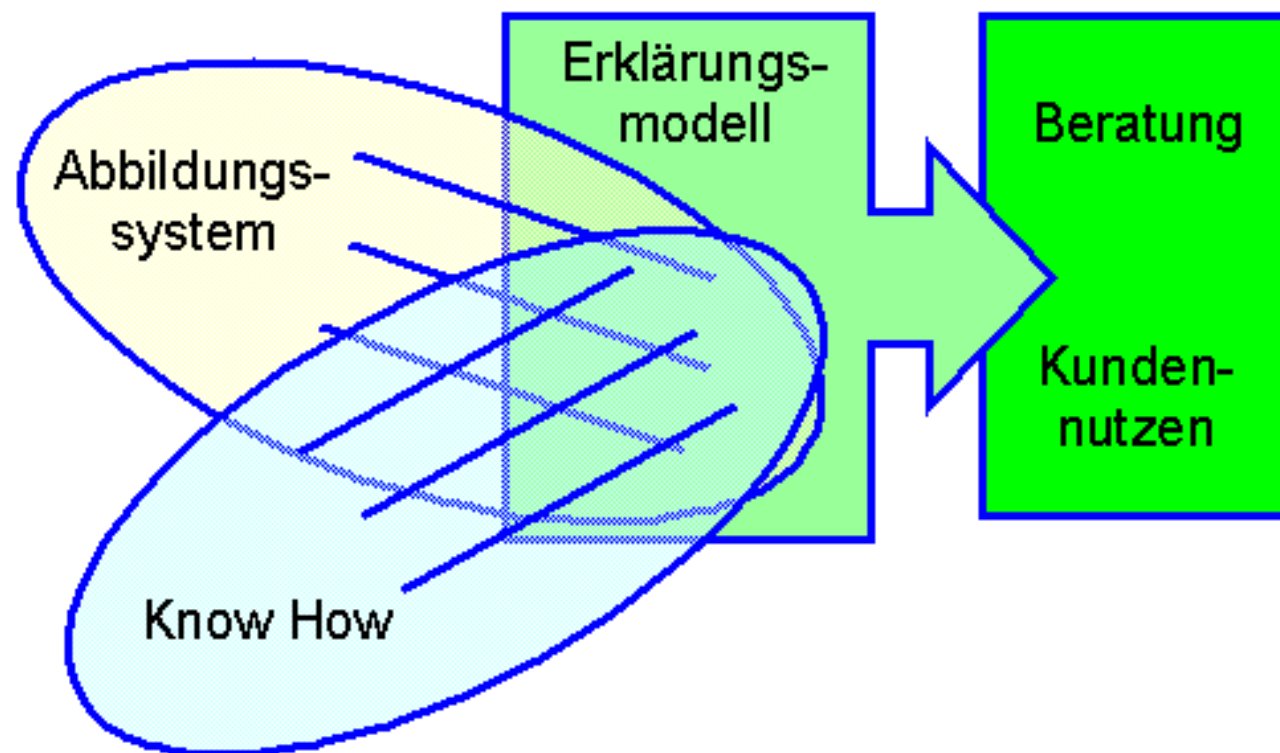 Abbildungs-
system
Know How
Erklärungs-
modell
Beratung
Kunden-
nutzen